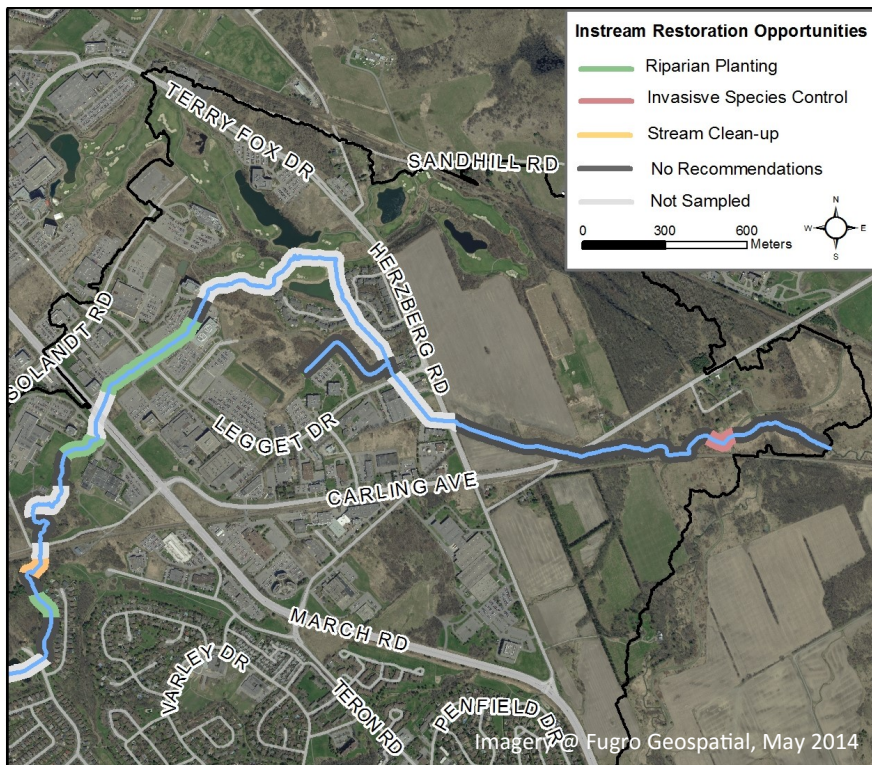 Instream Restoration Opportunities
Riparian Planting
Invasisve Species Control
Stream Clean-up
No Recommendations
Not Sampled
0 300 600
Meters
N
W E
S
TERRY FOX DR
SANDHILL RD
HERZBERG RD
SOLANDT RD
LEGGET DR
CARLING AVE
MARCH RD
VARLEY DR
TERON RD
PENFIELD DR
Imagery @ Fugro Geospatial, May 2014